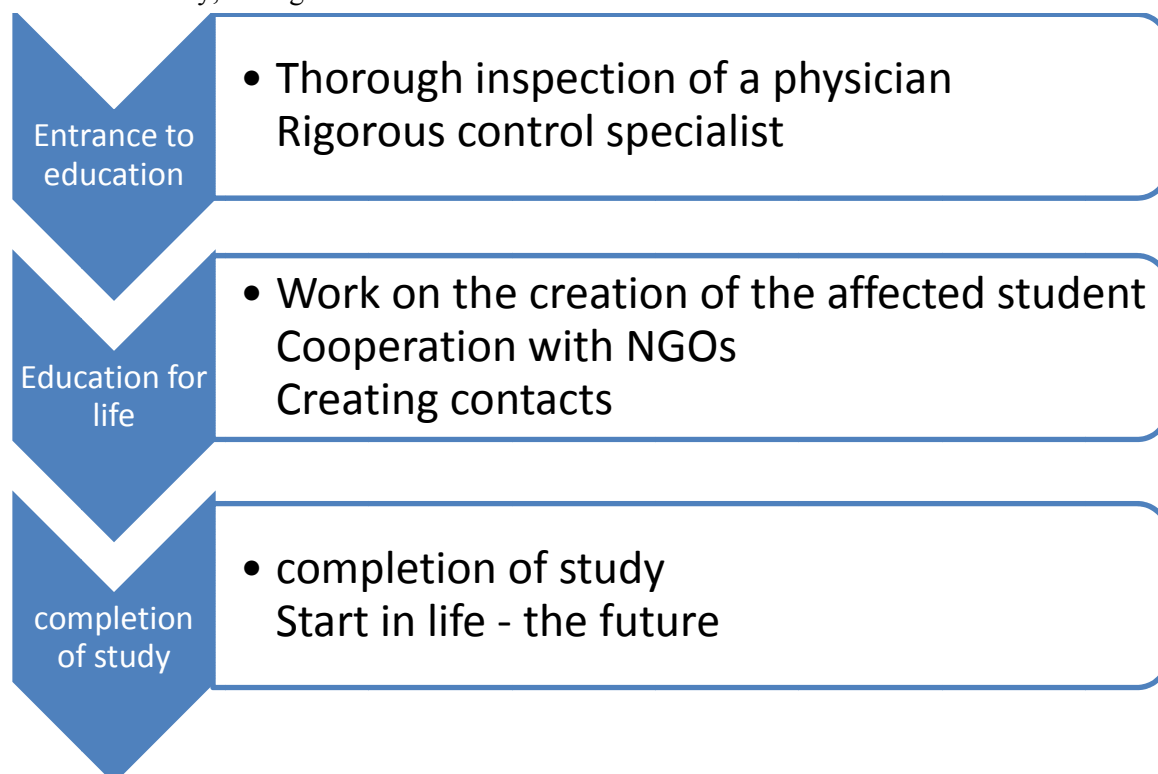 Entrance to
education
• Thorough inspection of a physician
Rigorous control specialist
Education for
life
• Work on the creation of the affected student
Cooperation with NGOs
Creating contacts
completion
of study
• completion of study
Start in life - the future